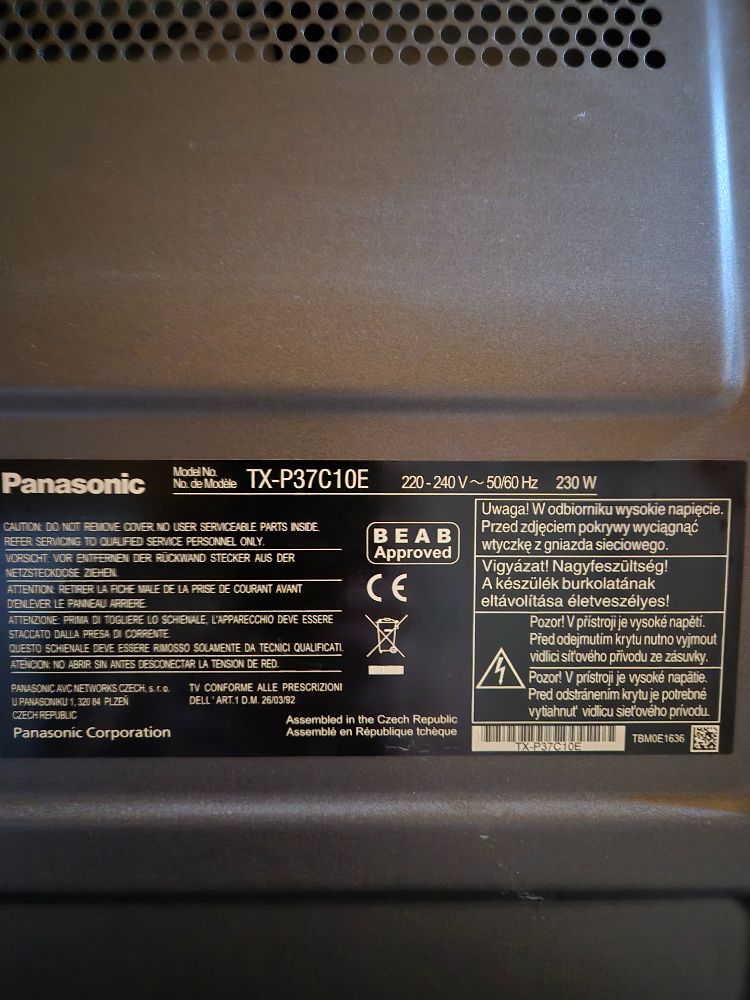 Panasonic
Model No.
No. de Modèle
TX-P37C10E
220 - 240 V ~ 50/60 Hz
230 W
CAUTION: DO NOT REMOVE COVER. NO USER SERVICEABLE PARTS INSIDE.
REFER SERVICING TO QUALIFIED SERVICE PERSONNEL ONLY.
VORSICHT: VOR ENTFERNEN DER RÜCKWAND STECKER AUS DER
NETZSTECKDOSE ZIEHEN.
ATTENTION: RETIRER LA FICHE MALE DE LA PRISE DE COURANT AVANT
D'ENLEVER LE PANNEAU ARRIERE.
ATTENZIONE: PRIMA DI TOGLIERE LO SCHIENALE, L'APPARECCHIO DEVE ESSERE
STACCATO DALLA PRESA DI CORRENTE.
QUESTO SCHIENALE DEVE ESSERE RIMOSSO SOLAMENTE DA TECNICI QUALIFICATI.
ATENCION: NO ABRIR SIN ANTES DESCONECTAR LA TENSION DE RED.
PANASONIC AVC NETWORKS CZECH, s. r. o.
U PANASONIKU 1, 320 84 PLZEŇ
CZECH REPUBLIC
TV CONFORME ALLE PRESCRIZIONI
DELL' ART.1 D.M. 26/03/92
Panasonic Corporation
Assembled in the Czech Republic
Assemblé en République tchèque
BEAB
Approved
CE
Uwaga! W odbiorniku wysokie napięcie.
Przed zdjęciem pokrywy wyciągnąć
wtyczkę z gniazda sieciowego.
Vigyázat! Nagyfeszültség!
A készülék burkolatának
eltávolítása életveszélyes!
Pozor! V přístroji je vysoké napětí.
Před odejmutím krytu nutno vyjmout
vidlici síťového přívodu ze zásuvky.
Pozor! V prístroji je vysoké napätie.
Pred odstránením krytu je potrebné
vytiahnuť vidlicu sieťového prívodu.
TX-P37C10E
TBM0E1636